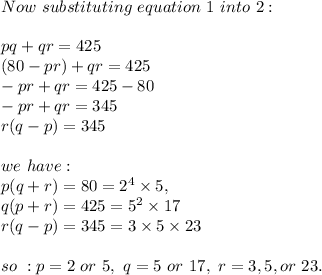 Now substituting equation 1 into 2 :
pq + qr = 425
(80 − pr) + qr = 425
− pr + qr = 425 − 80
− pr + qr = 345
r(q − p) = 345
we have :
p(q + r) = 80 = 2⁴ × 5,
q(p + r) = 425 = 5² × 17
r(q − p) = 345 = 3 × 5 × 23
so : p = 2 or 5, q = 5 or 17, r = 3, 5, or 23.